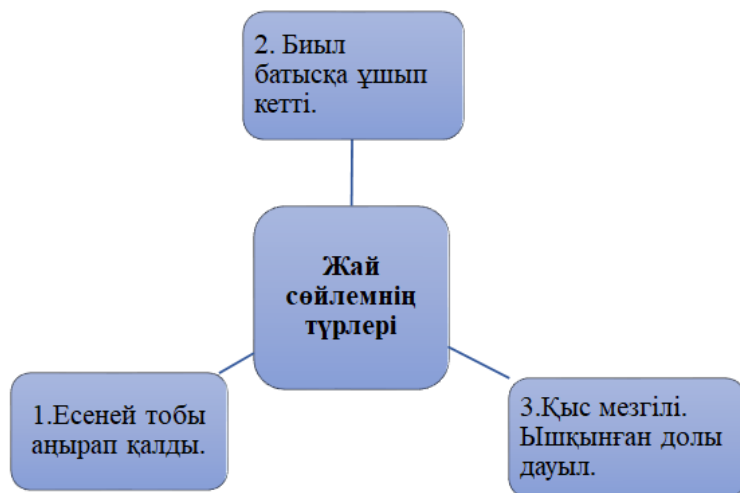 2. Биыл
батысқа ұшып
кетті.
Жай
сөйлемнің
түрлері
1.Есеней тобы
аңырап қалды.
3.Қыс мезгілі.
Ышқынған долы
дауыл.